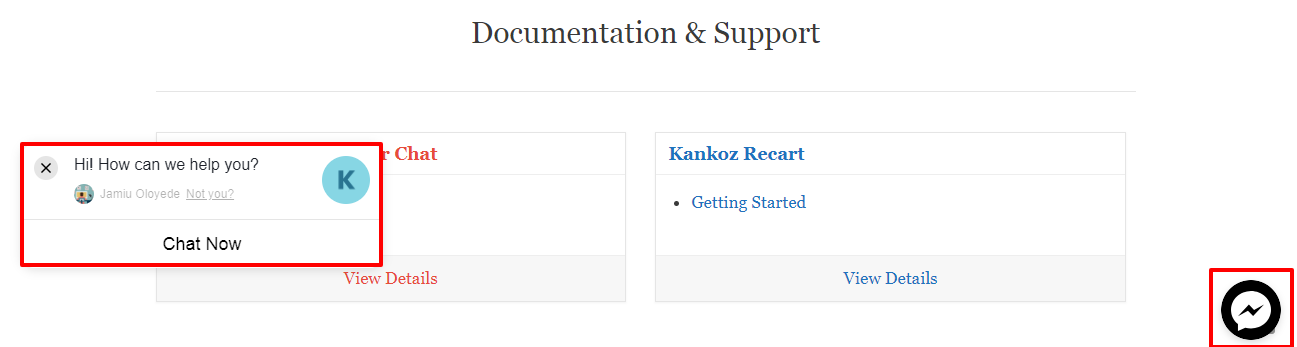 Documentation & Support
r Chat
Kankoz Recart
Hi! How can we help you?
K
Jamiu Oloyede Not you?
Getting Started
Chat Now
View Details
View Details